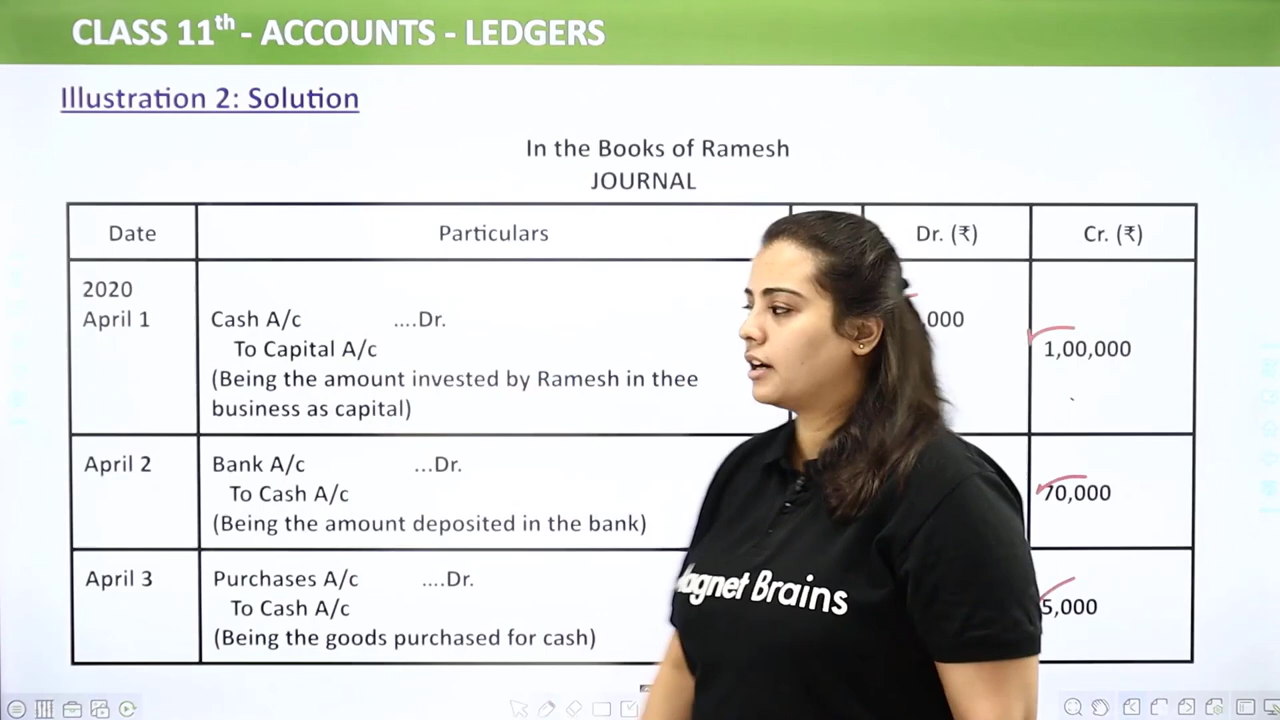 CLASS 11th - ACCOUNTS - LEDGERS
Illustration 2: Solution
In the Books of Ramesh
JOURNAL
Date Particulars Dr. (₹) Cr. (₹)
2020
April 1 Cash A/c ....Dr. ,000
To Capital A/c 1,00,000
(Being the amount invested by Ramesh in thee
business as capital)
April 2 Bank A/c ...Dr.
To Cash A/c 70,000
(Being the amount deposited in the bank)
April 3 Purchases A/c ....Dr.
To Cash A/c 5,000
(Being the goods purchased for cash)
Magnet Brains